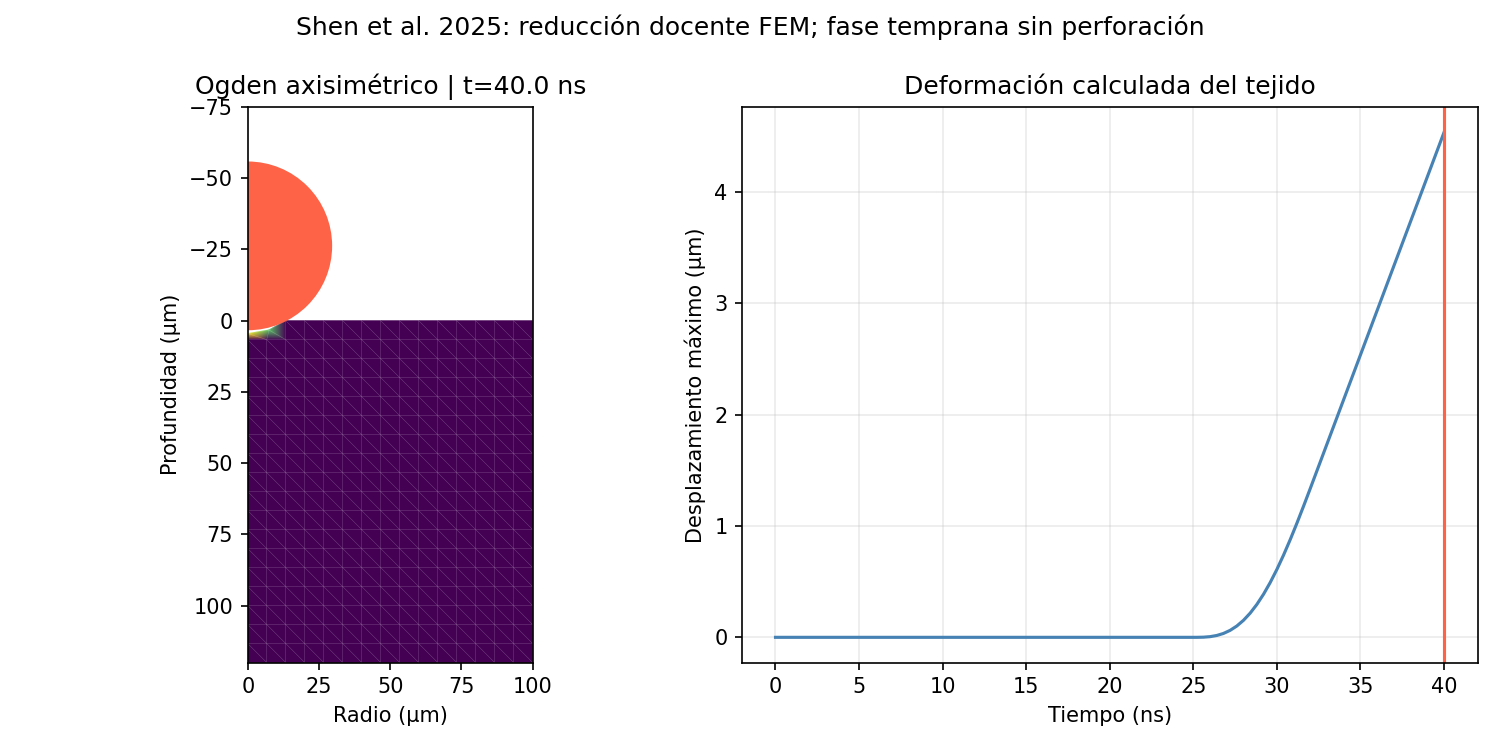 Shen et al. 2025: reducción docente FEM; fase temprana sin perforación
Ogden axisimétrico | t=40.0 ns
Profundidad (µm)
−75
−50
−25
0
25
50
75
100
0 25 50 75 100
Radio (µm)
Deformación calculada del tejido
Desplazamiento máximo (µm)
4
3
2
1
0
0 5 10 15 20 25 30 35 40
Tiempo (ns)